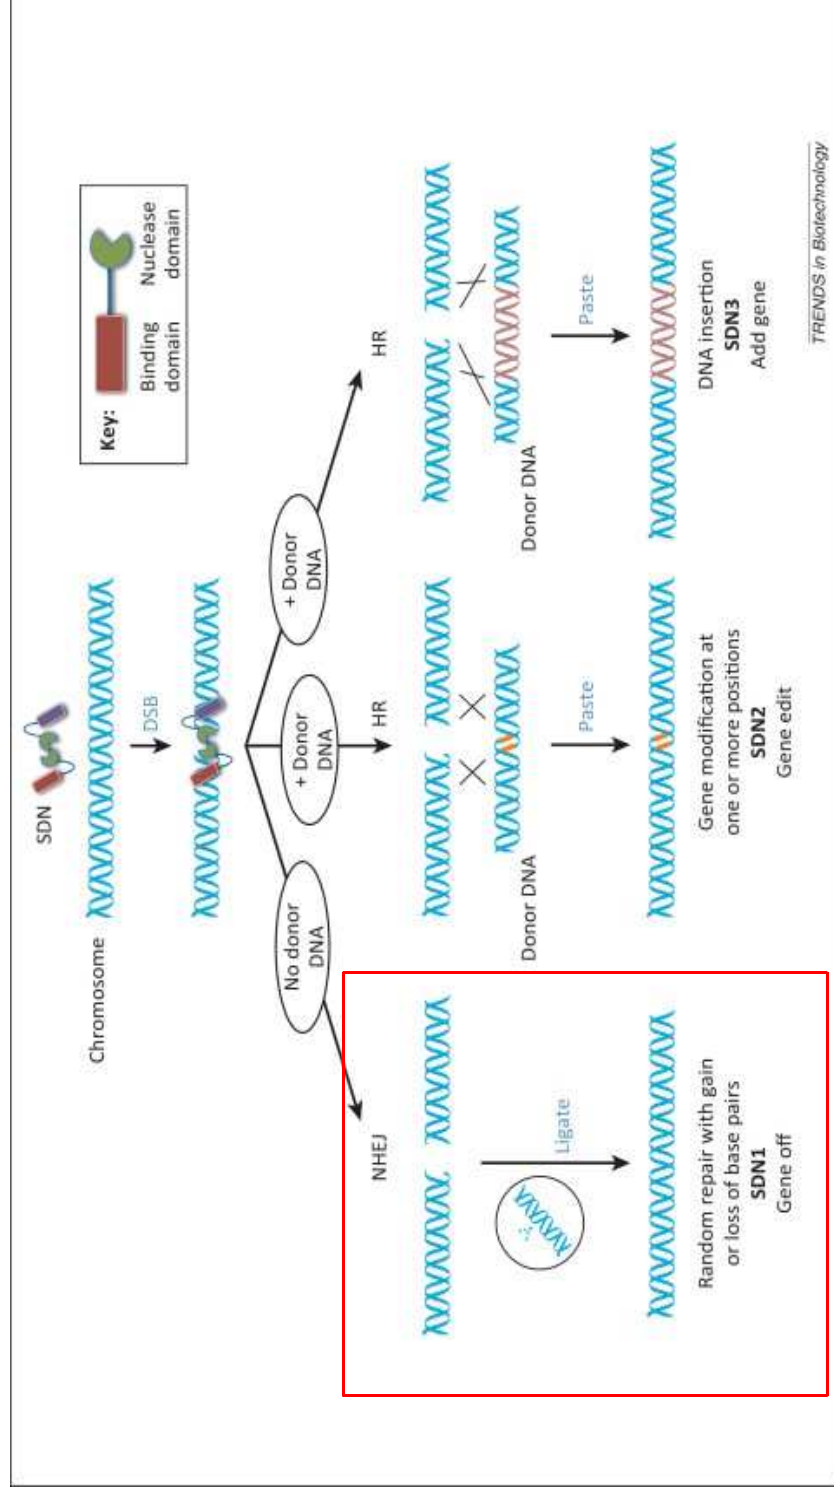 SDN
Key:
Binding
domain
Nuclease
domain
Chromosome
DSB
No donor
DNA
+ Donor
DNA
+ Donor
DNA
NHEJ
HR
HR
Ligate
Donor DNA
Paste
Donor DNA
Paste
Random repair with gain
or loss of base pairs
SDN1
Gene off
Gene modification at
one or more positions
SDN2
Gene edit
DNA insertion
SDN3
Add gene
TRENDS in Biotechnology